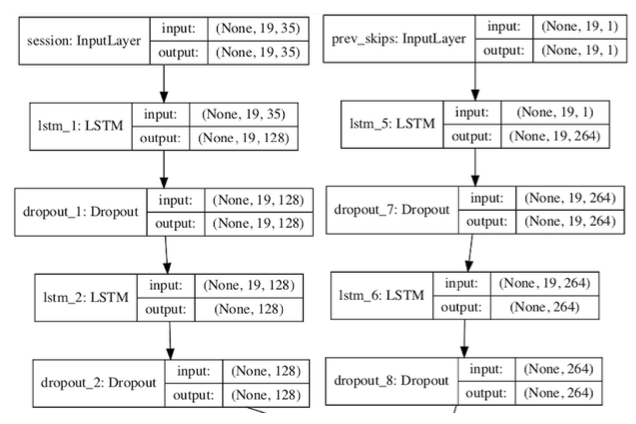 session: InputLayer
input: (None, 19, 35)
output: (None, 19, 35)
lstm_1: LSTM
input: (None, 19, 35)
output: (None, 19, 128)
dropout_1: Dropout
input: (None, 19, 128)
output: (None, 19, 128)
lstm_2: LSTM
input: (None, 19, 128)
output: (None, 128)
dropout_2: Dropout
input: (None, 128)
output: (None, 128)
prev_skips: InputLayer
input: (None, 19, 1)
output: (None, 19, 1)
lstm_5: LSTM
input: (None, 19, 1)
output: (None, 19, 264)
dropout_7: Dropout
input: (None, 19, 264)
output: (None, 19, 264)
lstm_6: LSTM
input: (None, 19, 264)
output: (None, 264)
dropout_8: Dropout
input: (None, 264)
output: (None, 264)